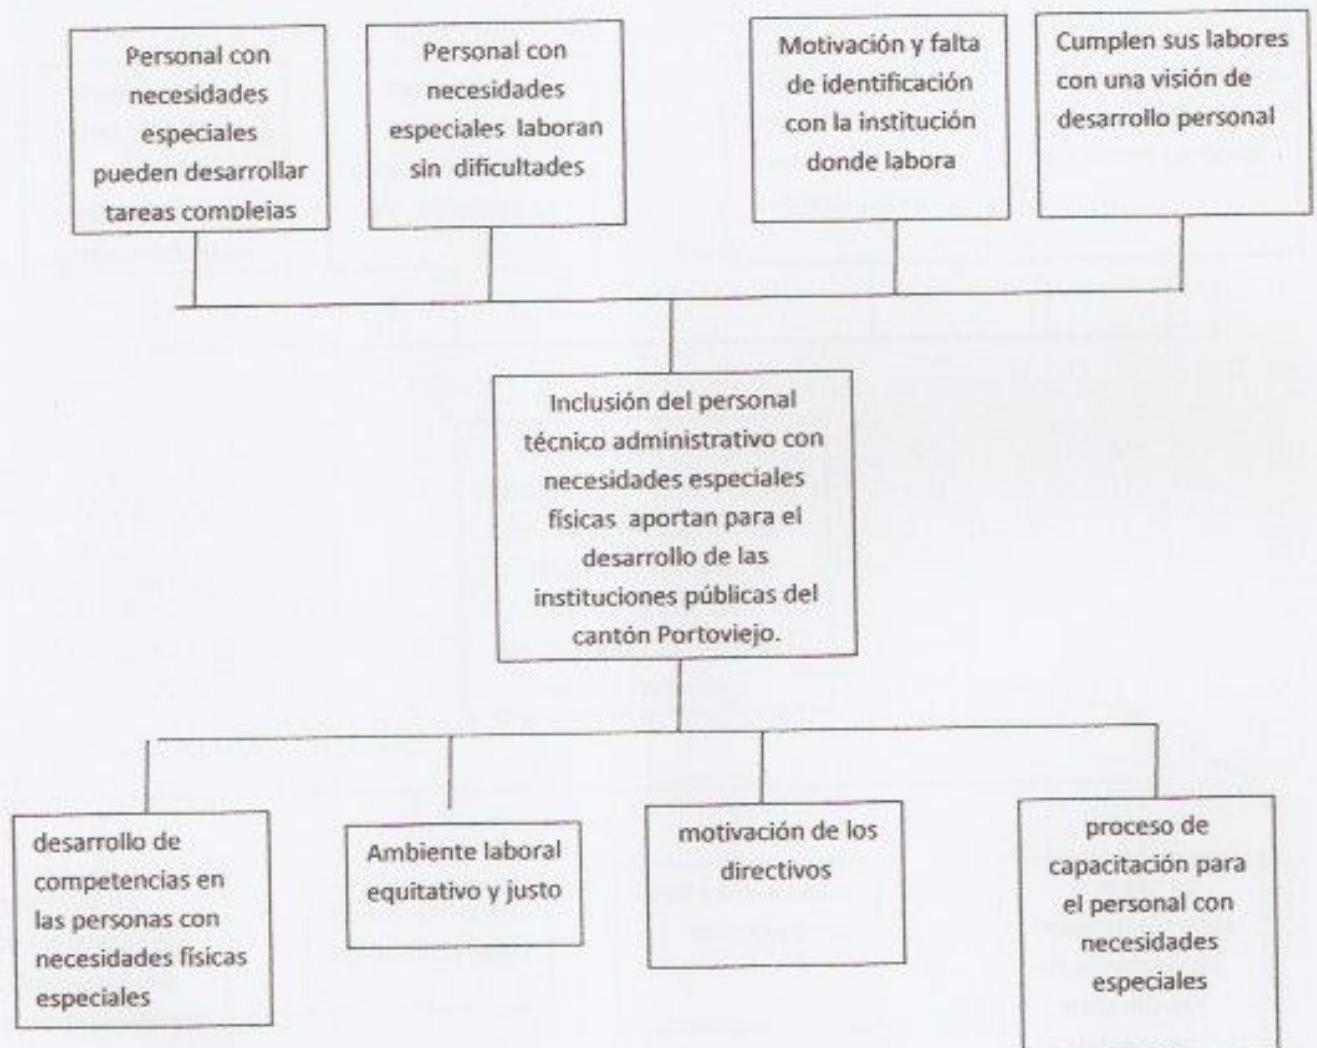 Personal con
necesidades
especiales
pueden desarrollar
tareas complejas
Personal con
necesidades
especiales laboran
sin dificultades
Motivación y falta
de identificación
con la institución
donde labora
Cumplen sus labores
con una visión de
desarrollo personal
Inclusión del personal
técnico administrativo con
necesidades especiales
físicas aportan para el
desarrollo de las
instituciones públicas del
cantón Portoviejo.
desarrollo de
competencias en
las personas con
necesidades físicas
especiales
Ambiente laboral
equitativo y justo
motivación de los
directivos
proceso de
capacitación para
el personal con
necesidades
especiales